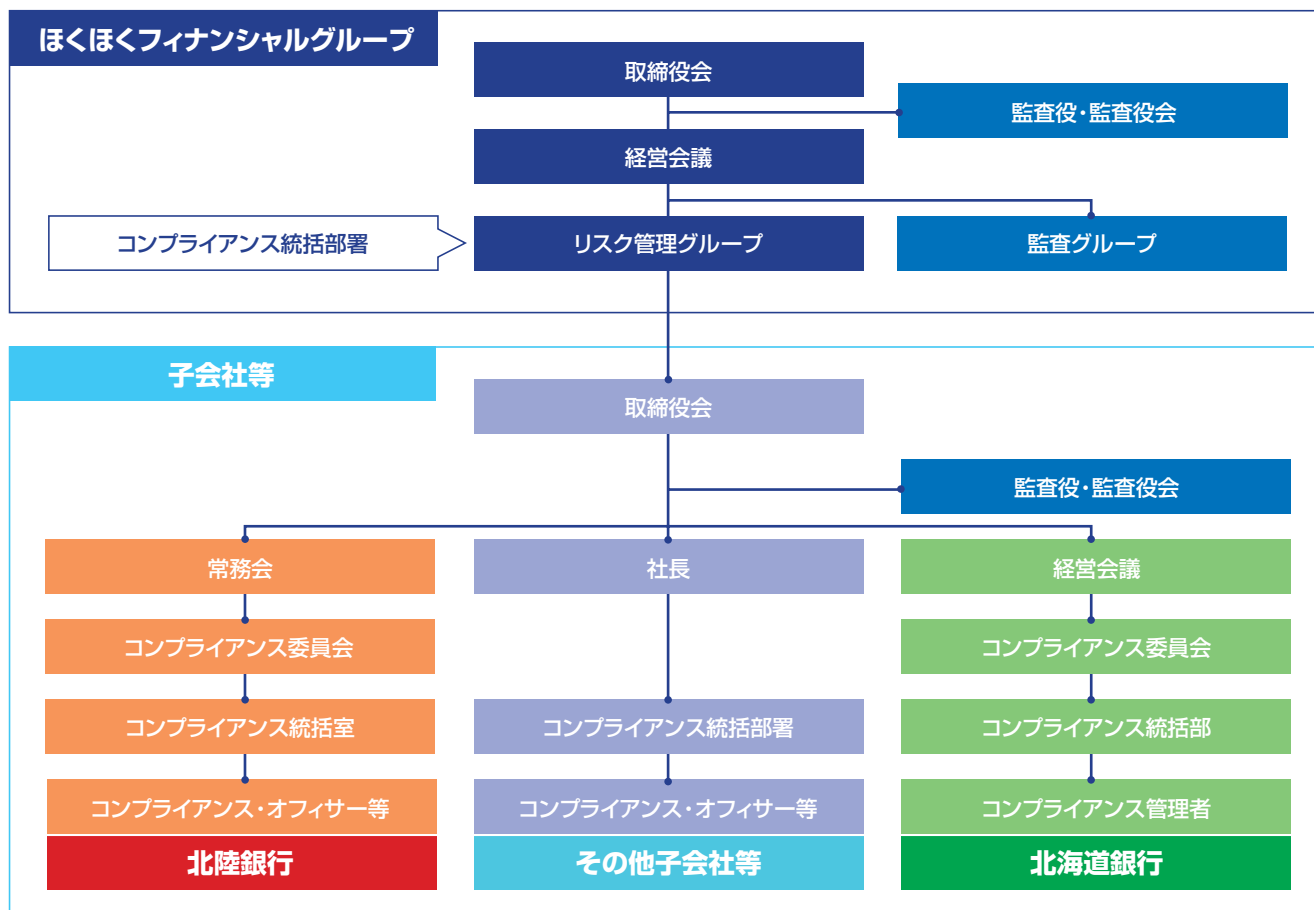 ほくほくフィナンシャルグループ
取締役会
監査役・監査役会
経営会議
コンプライアンス統括部署
リスク管理グループ
監査グループ
子会社等
取締役会
監査役・監査役会
常務会
社長
経営会議
コンプライアンス委員会
コンプライアンス委員会
コンプライアンス統括室
コンプライアンス統括部署
コンプライアンス統括部
コンプライアンス・オフィサー等
コンプライアンス・オフィサー等
コンプライアンス管理者
北陸銀行
その他子会社等
北海道銀行